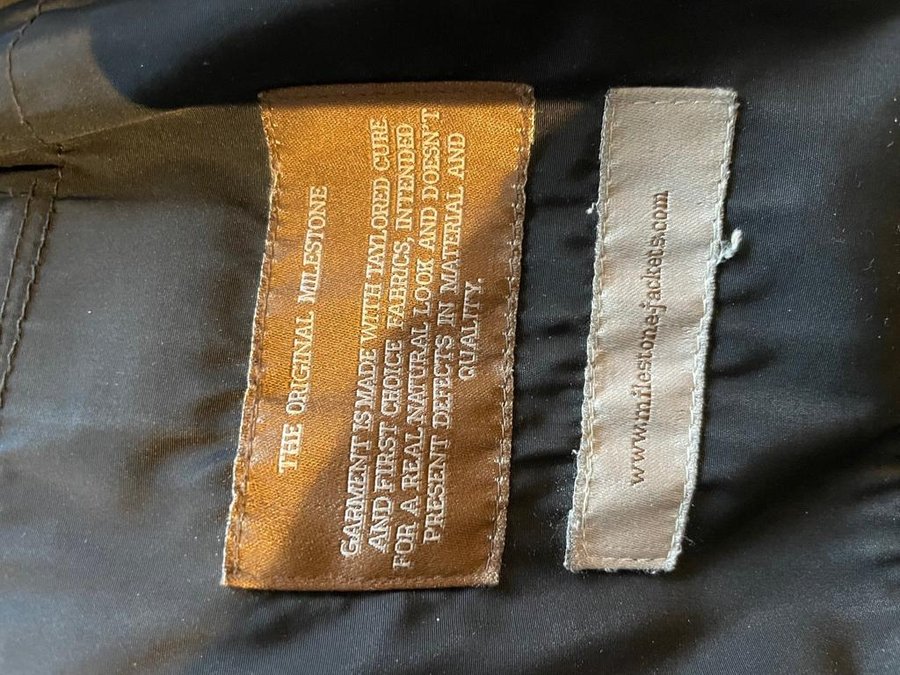 THE ORIGINAL MILESTONE
GARMENT IS MADE WITH TAYLORED CURE
AND FIRST CHOICE FABRICS, INTENDED
FOR A REAL NATURAL LOOK AND DOESN'T
PRESENT DEFECTS IN MATERIAL AND
QUALITY.
www.milestone-jackets.com